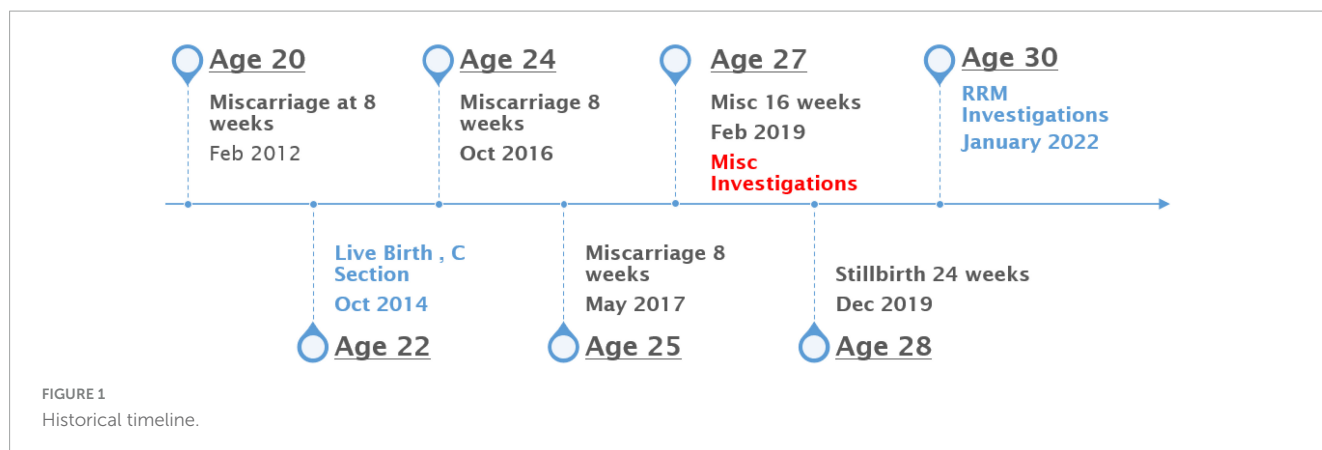 Age 20
Miscarriage at 8
weeks
Feb 2012
Age 24
Miscarriage 8
weeks
Oct 2016
Age 27
Misc 16 weeks
Feb 2019
Misc
Investigations
Age 30
RRM
Investigations
January 2022
Live Birth , C
Section
Oct 2014
Age 22
Miscarriage 8
weeks
May 2017
Age 25
Stillbirth 24 weeks
Dec 2019
Age 28
FIGURE 1
Historical timeline.